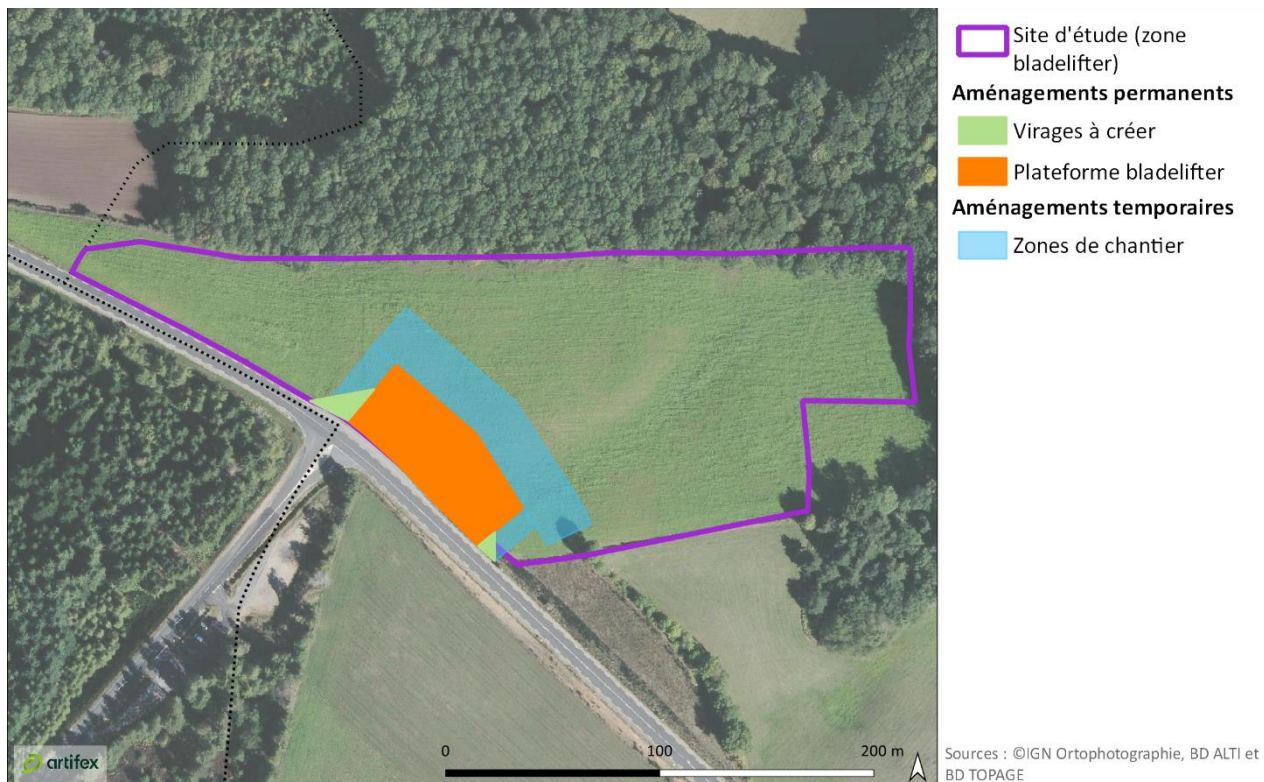 Site d'étude (zone
bladelifter)
Aménagements permanents
Virages à créer
Plateforme bladelifter
Aménagements temporaires
Zones de chantier
0 100 200 m
artifex
Sources : ©IGN Ortophotographie, BD ALTI et
BD TOPAGE